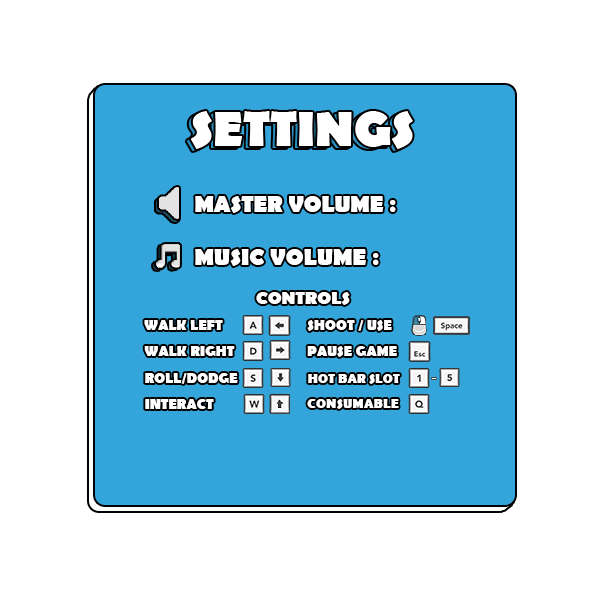 SETTINGS
MASTER VOLUME :
MUSIC VOLUME :
CONTROLS
WALK LEFT A ← SHOOT / USE Space
WALK RIGHT D → PAUSE GAME Esc
ROLL/DODGE S ↓ HOT BAR SLOT 1 - 5
INTERACT W ↑ CONSUMABLE Q